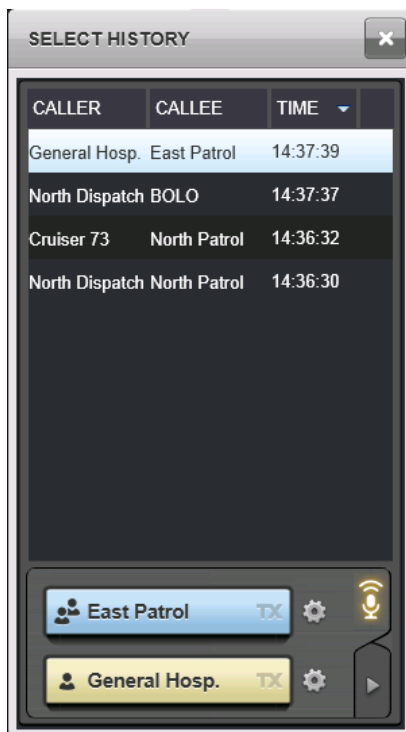 SELECT HISTORY
CALLER CALLEE TIME
General Hosp. East Patrol 14:37:39
North Dispatch BOLO 14:37:37
Cruiser 73 North Patrol 14:36:32
North Dispatch North Patrol 14:36:30
East Patrol TX
General Hosp. TX